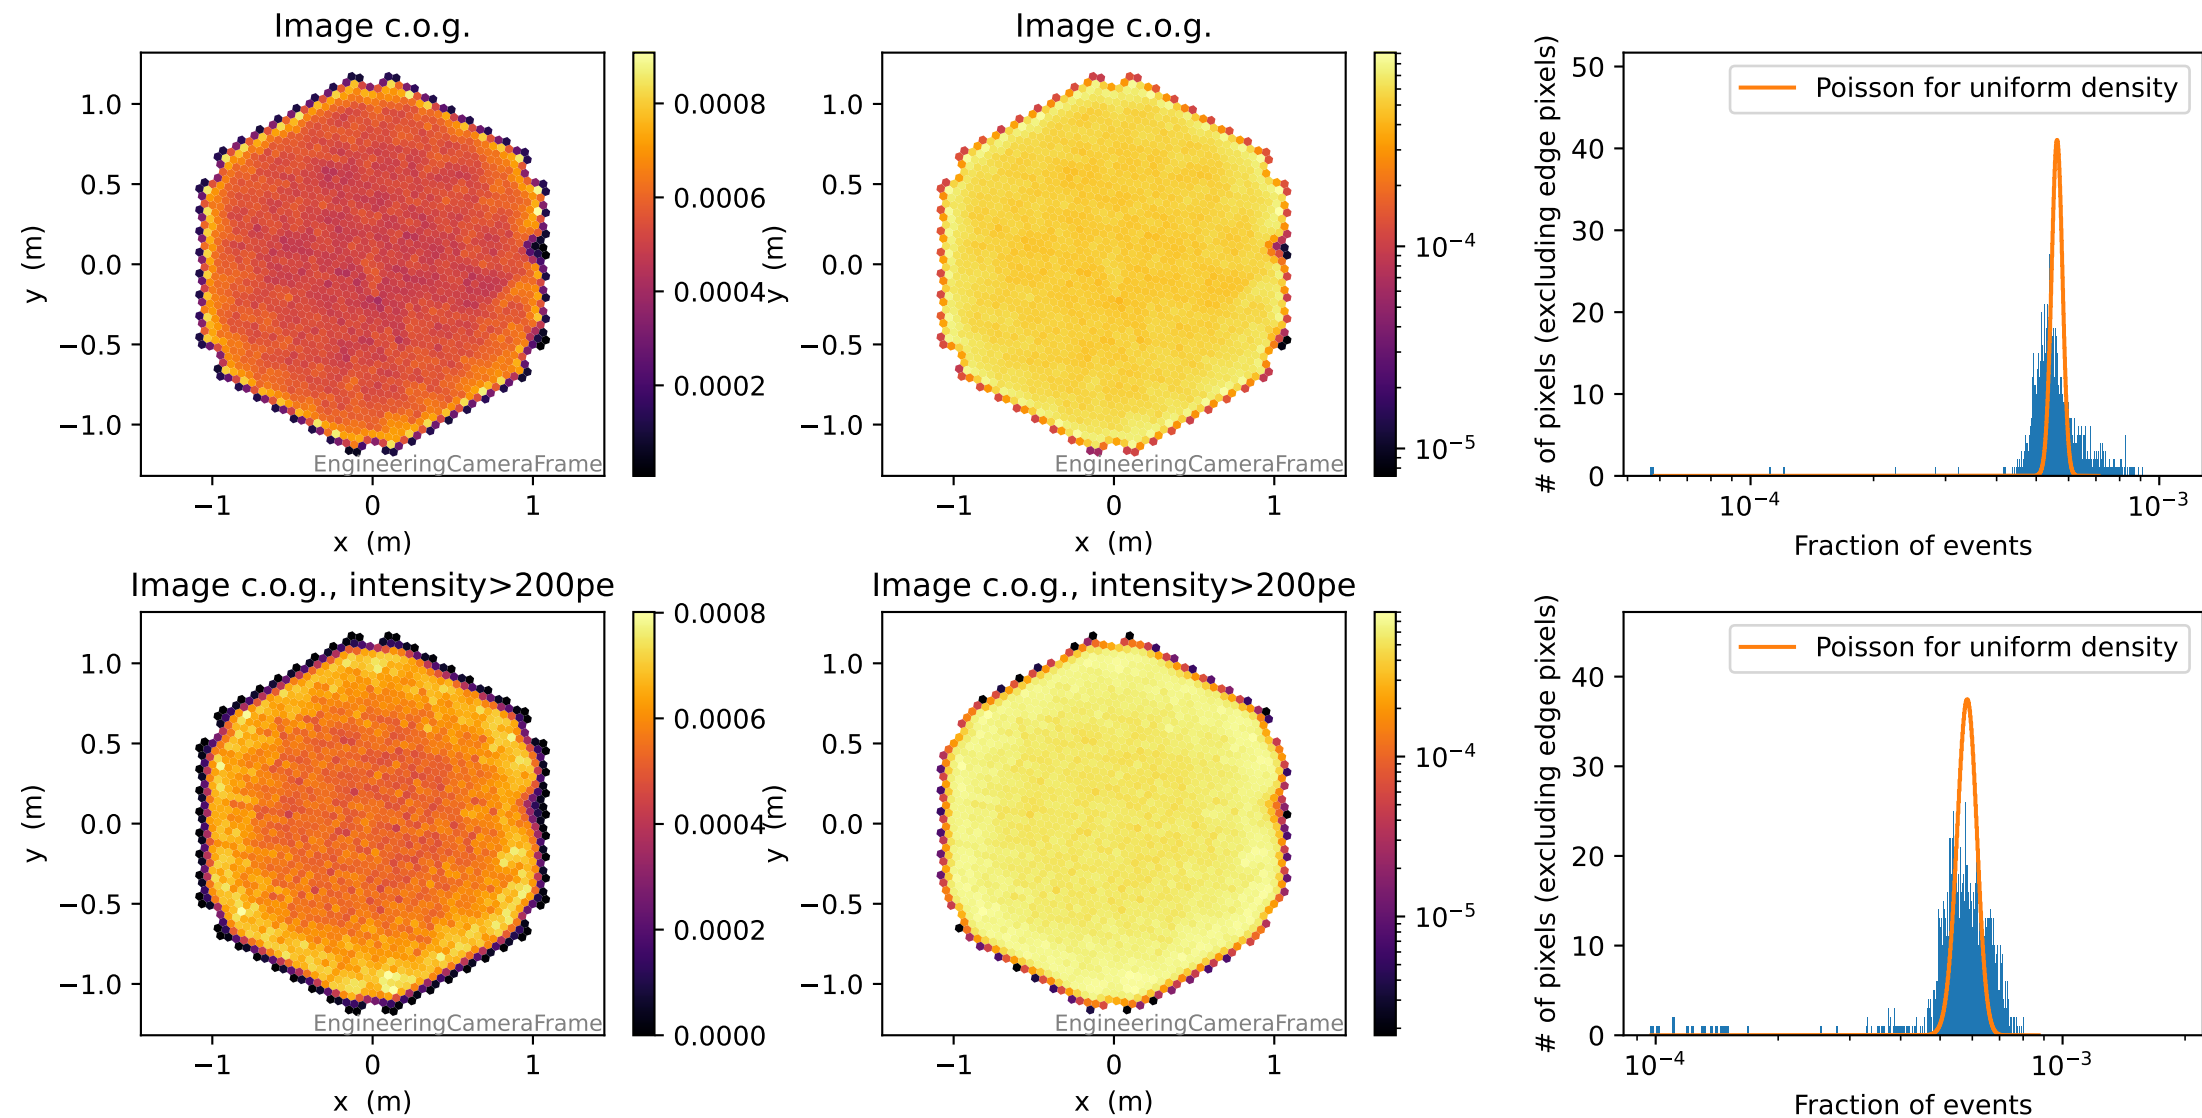 Image c.o.g.
1.0
0.5
0.0
−0.5
−1.0
y (m)
−1
0
1
x (m)
EngineeringCameraFrame
0.0008
0.0006
0.0004
0.0002
Image c.o.g.
1.0
0.5
0.0
−0.5
−1.0
y (m)
−1
0
1
x (m)
EngineeringCameraFrame
10⁻⁴
10⁻⁵
50
40
30
20
10
0
# of pixels (excluding edge pixels)
Poisson for uniform density
10⁻⁴
10⁻³
Fraction of events
Image c.o.g., intensity>200pe
1.0
0.5
0.0
−0.5
−1.0
y (m)
−1
0
1
x (m)
EngineeringCameraFrame
0.0008
0.0006
0.0004
0.0002
0.0000
Image c.o.g., intensity>200pe
1.0
0.5
0.0
−0.5
−1.0
y (m)
−1
0
1
x (m)
EngineeringCameraFrame
10⁻⁴
10⁻⁵
40
30
20
10
0
# of pixels (excluding edge pixels)
Poisson for uniform density
10⁻⁴
10⁻³
Fraction of events